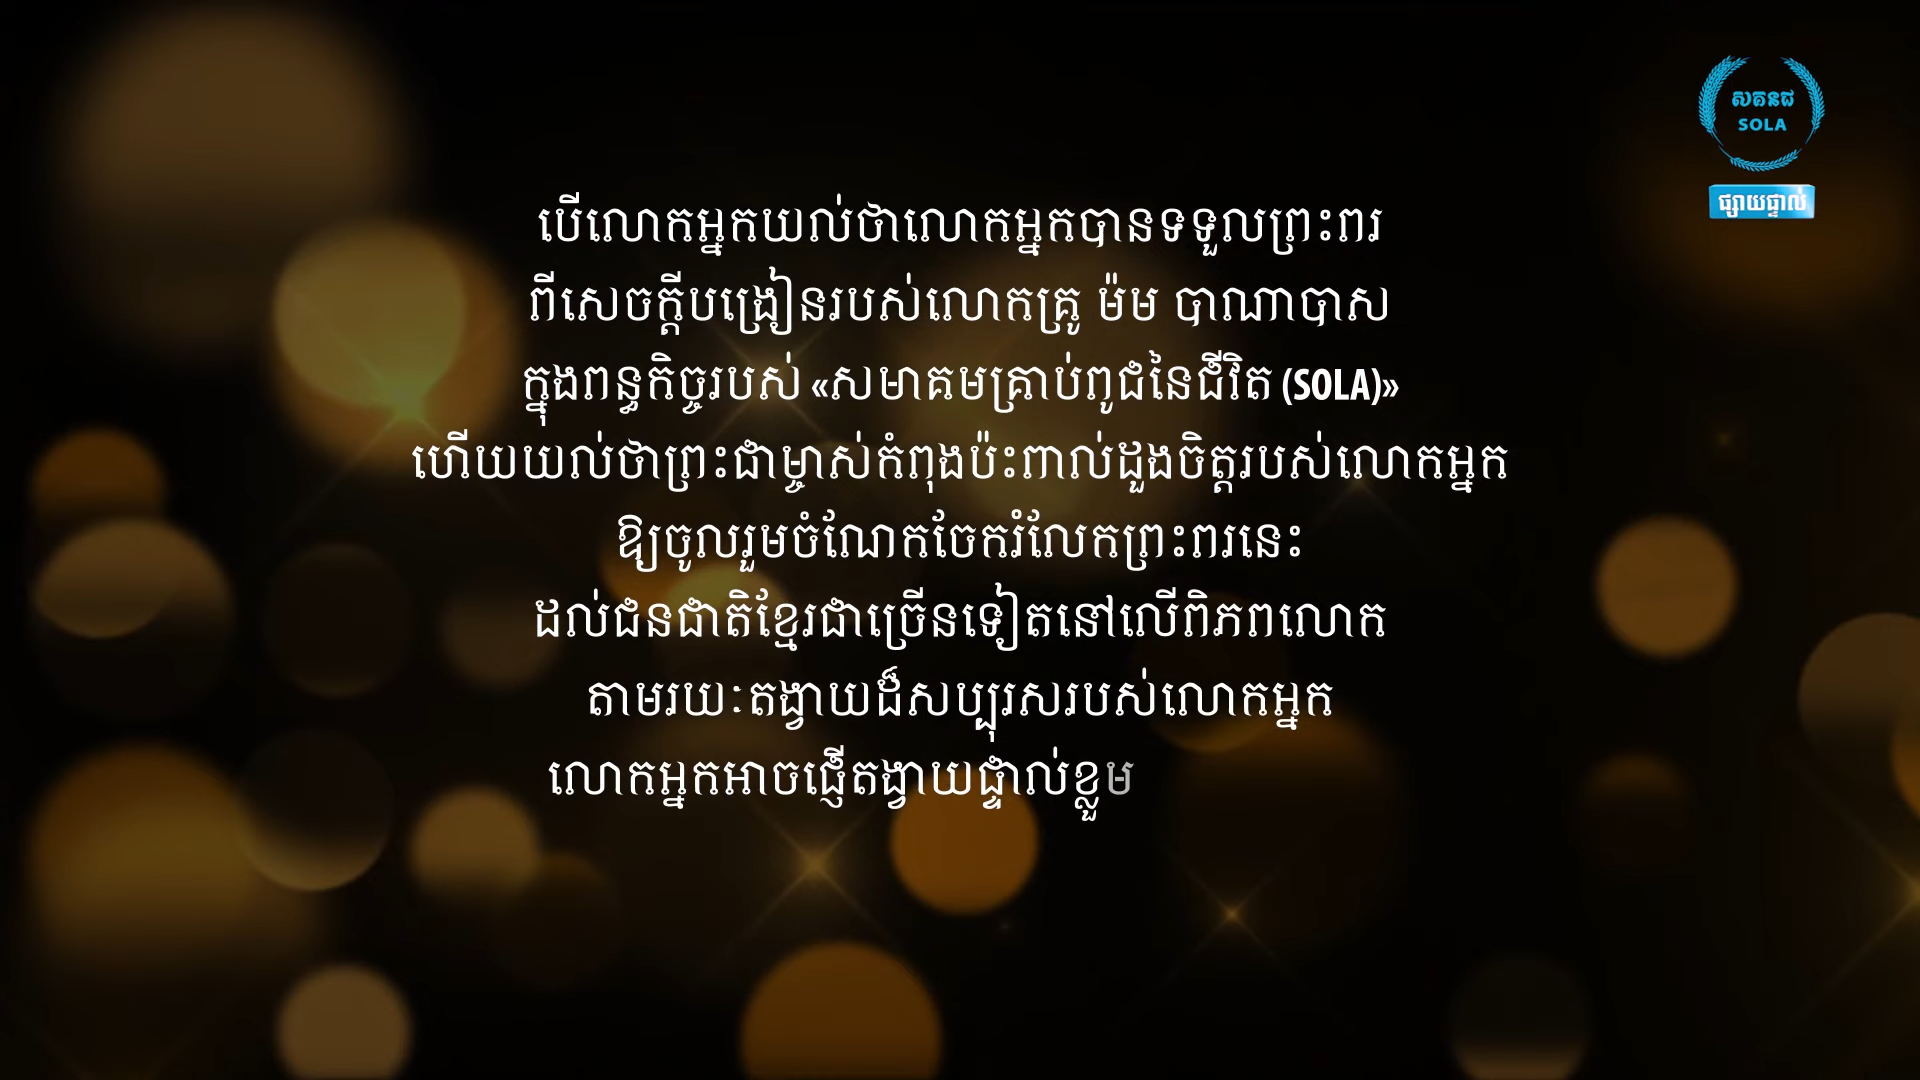 សគនជ
SOLA
ផ្សាយផ្ទាល់
បើលោកអ្នកយល់ថាលោកអ្នកបានទទួលព្រះពរ
ពីសេចក្តីបង្រៀនរបស់លោកគ្រូ ម៉ម បាណាបាស
ក្នុងពន្ធកិច្ចរបស់ «សមាគមគ្រាប់ពូជនៃជីវិត (SOLA)»
ហើយយល់ថាព្រះជាម្ចាស់កំពុងប៉ះពាល់ដួងចិត្តរបស់លោកអ្នក
ឱ្យចូលរួមចំណែកចែករំលែកព្រះពរនេះ
ដល់ជនជាតិខ្មែរជាច្រើនទៀតនៅលើពិភពលោក
តាមរយៈតង្វាយដ៏សប្បុរសរបស់លោកអ្នក
លោកអ្នកអាចផ្ញើតង្វាយផ្ទាល់ខ្លួម